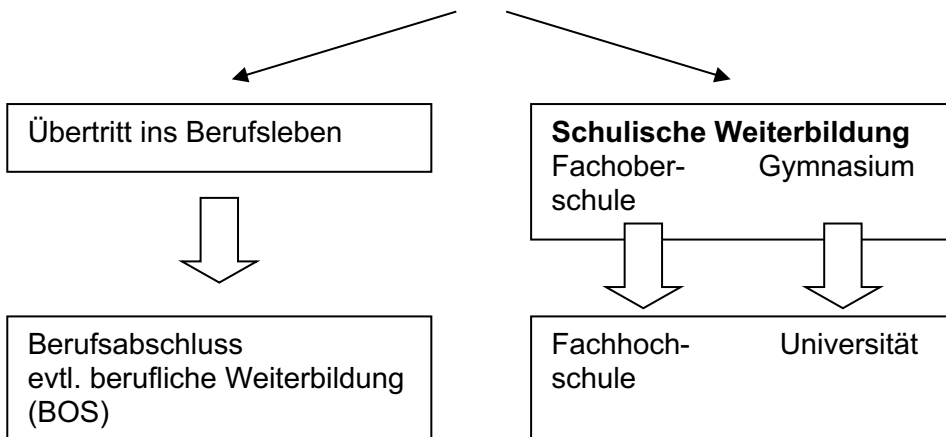 Übertritt ins Berufsleben
Schulische Weiterbildung
Fachober- Gymnasium
schule
Berufsabschluss
evtl. berufliche Weiterbildung
(BOS)
Fachhoch- Universität
schule